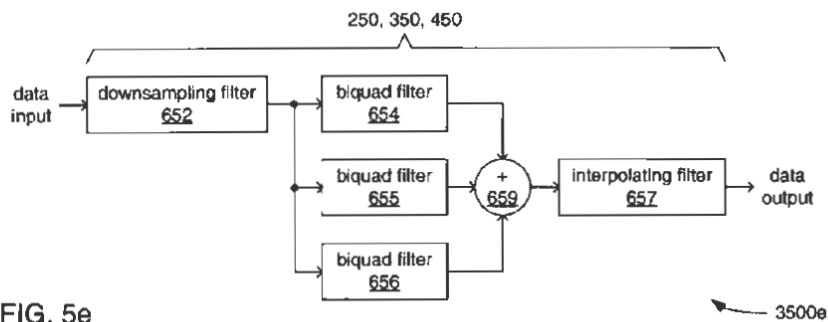 250, 350, 450
data
input
downsampling filter
652
biquad filter
654
biquad filter
655
biquad filter
656
+
659
interpolating filter
657
data
output
FIG. 5e
3500e